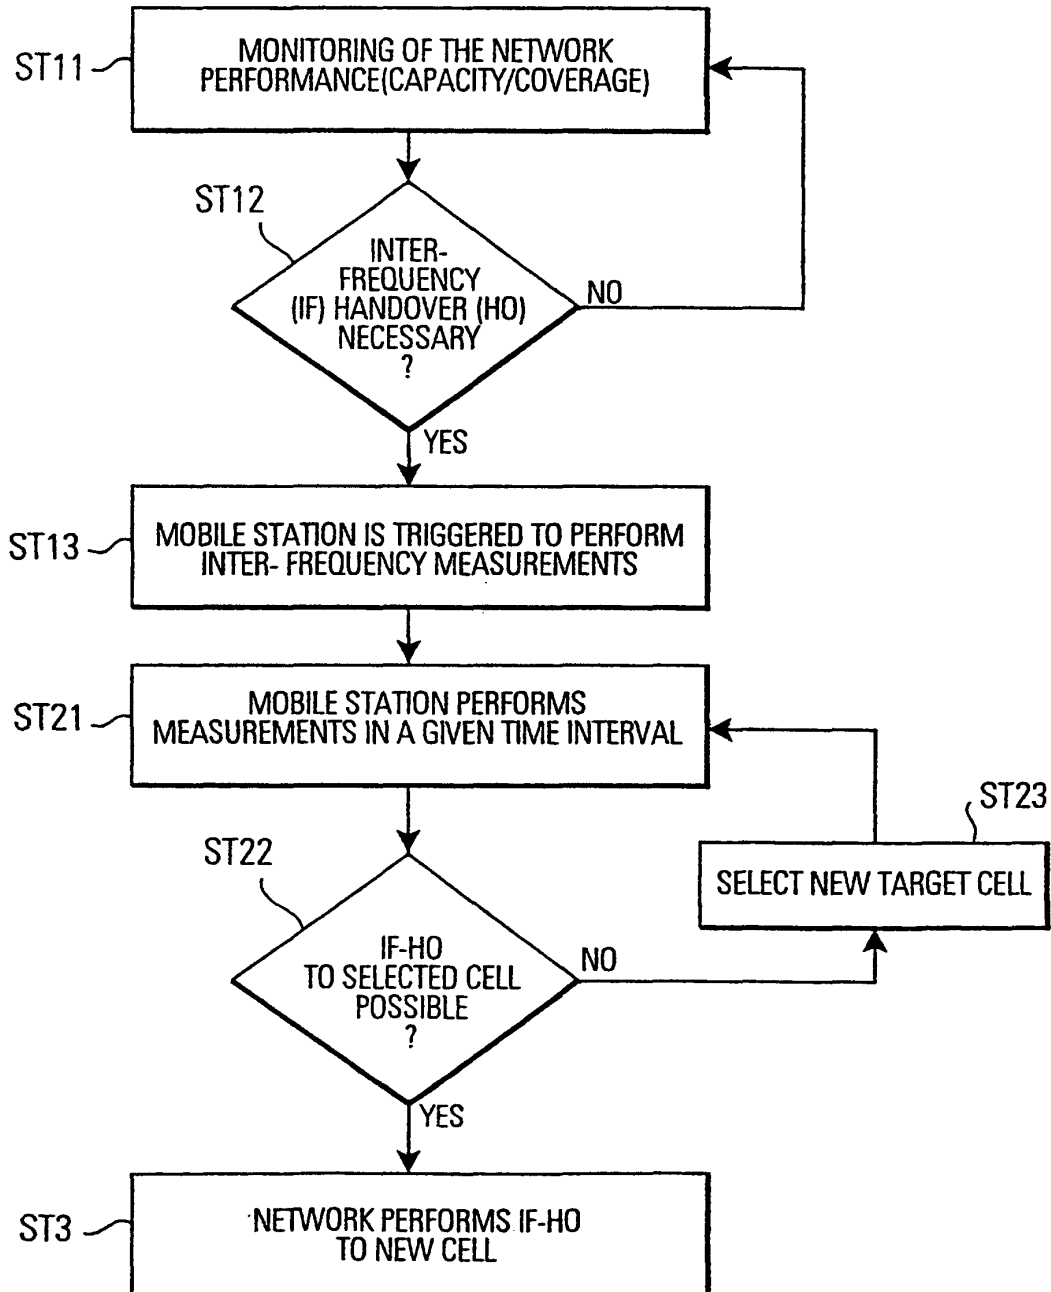 ST11
MONITORING OF THE NETWORK
PERFORMANCE(CAPACITY/COVERAGE)
ST12
INTER-
FREQUENCY
(IF) HANDOVER (HO)
NECESSARY
?
NO
YES
ST13
MOBILE STATION IS TRIGGERED TO PERFORM
INTER- FREQUENCY MEASUREMENTS
ST21
MOBILE STATION PERFORMS
MEASUREMENTS IN A GIVEN TIME INTERVAL
ST23
SELECT NEW TARGET CELL
ST22
IF-HO
TO SELECTED CELL
POSSIBLE
?
NO
YES
ST3
NETWORK PERFORMS IF-HO
TO NEW CELL